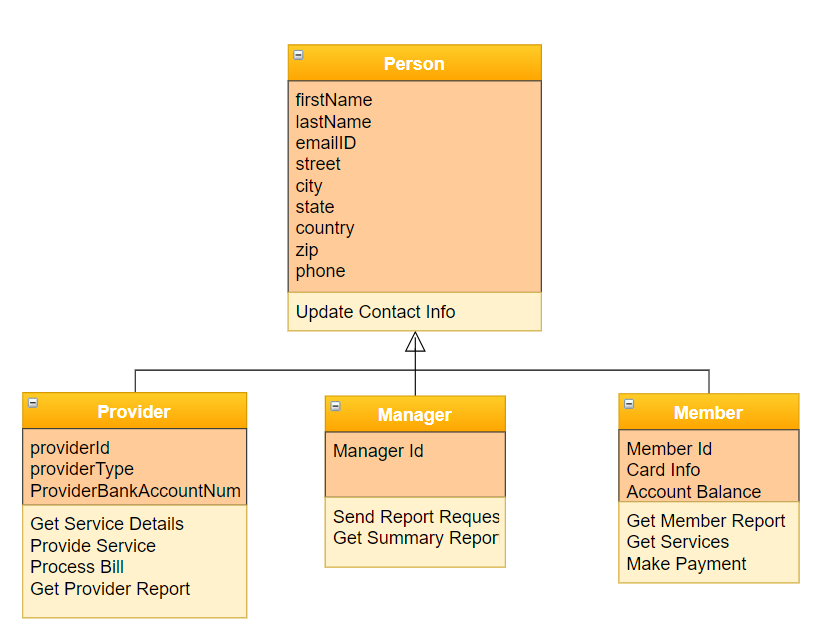 Person
firstName
lastName
emailID
street
city
state
country
zip
phone
Update Contact Info
Provider
providerId
providerType
ProviderBankAccountNum
Get Service Details
Provide Service
Process Bill
Get Provider Report
Manager
Manager Id
Send Report Reques
Get Summary Repor
Member
Member Id
Card Info
Account Balance
Get Member Report
Get Services
Make Payment